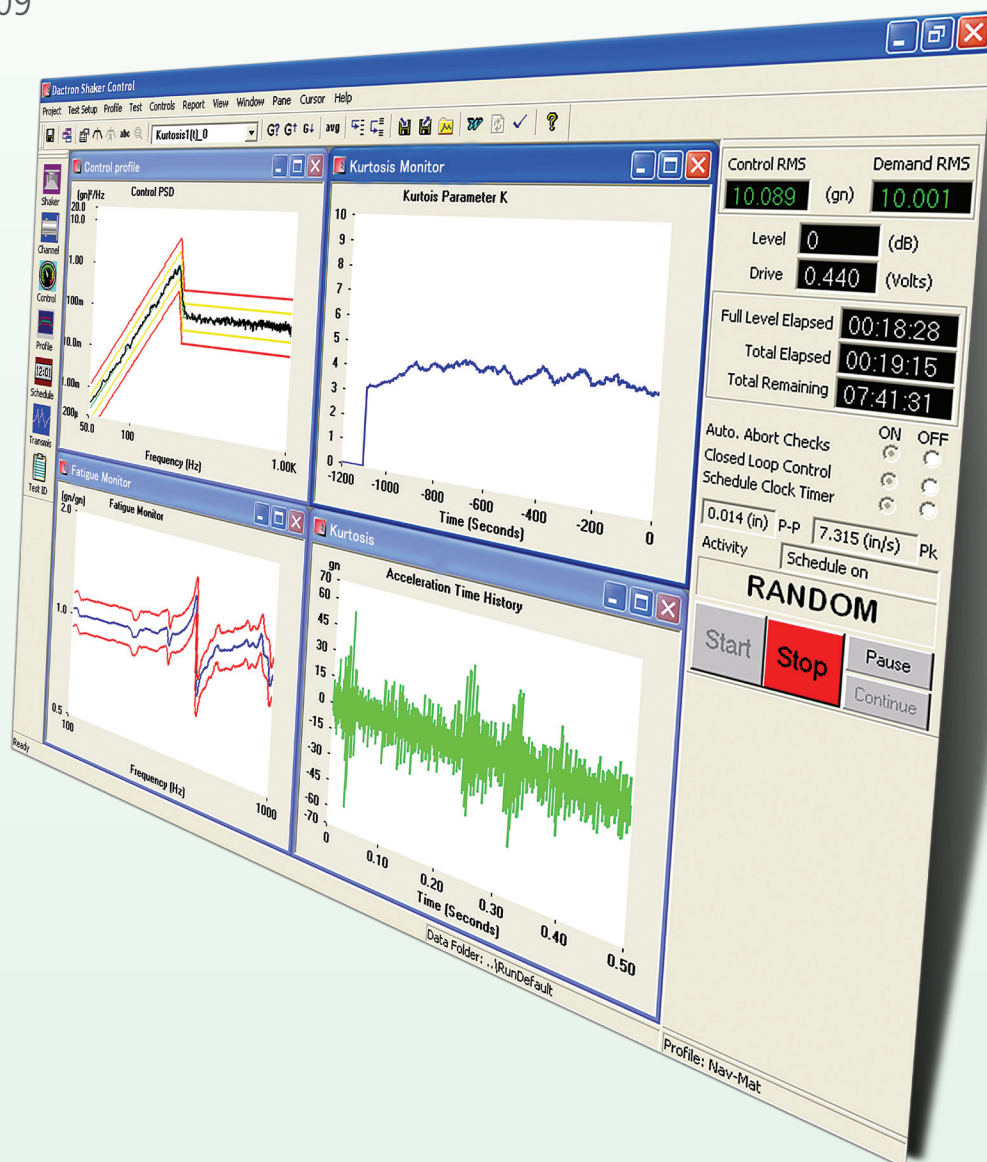 09
Dactron Shaker Control
Project Test Setup Profile Test Controls Report View Window Pane Cursor Help
abc Kurtosis1(t)_0 G? G↑ G↓ avg W ?
Shaker
Channel
Control
Profile
12:01
Schedule
Transmis
Test ID
Control profile
(gn)²/Hz Control PSD
20.0
10.0
1.00
100m
10.0m
1.00m
200µ
50.0 100 1.00K
Frequency (Hz)
Kurtosis Monitor
Kurtois Parameter K
10
9
8
7
6
5
4
3
2
1
0
-1200 -1000 -800 -600 -400 -200 0
Time (Seconds)
Fatigue Monitor
(gn/gn) Fatigue Monitor
2.0
1.0
0.5
100 1000
Frequency (Hz)
Kurtosis
gn Acceleration Time History
70
60
45
30
15
0
-15
-30
-45
-60
-70
0 0.10 0.20 0.30 0.40 0.50
Time (Seconds)
Control RMS Demand RMS
10.089 (gn) 10.001
Level 0 (dB)
Drive 0.440 (Volts)
Full Level Elapsed 00:18:28
Total Elapsed 00:19:15
Total Remaining 07:41:31
ON OFF
Auto. Abort Checks
Closed Loop Control
Schedule Clock Timer
0.014 (in) P-P 7.315 (in/s) Pk
Activity Schedule on
RANDOM
Start Stop Pause
Continue
Ready
Data Folder: ..\RunDefault
Profile: Nav-Mat